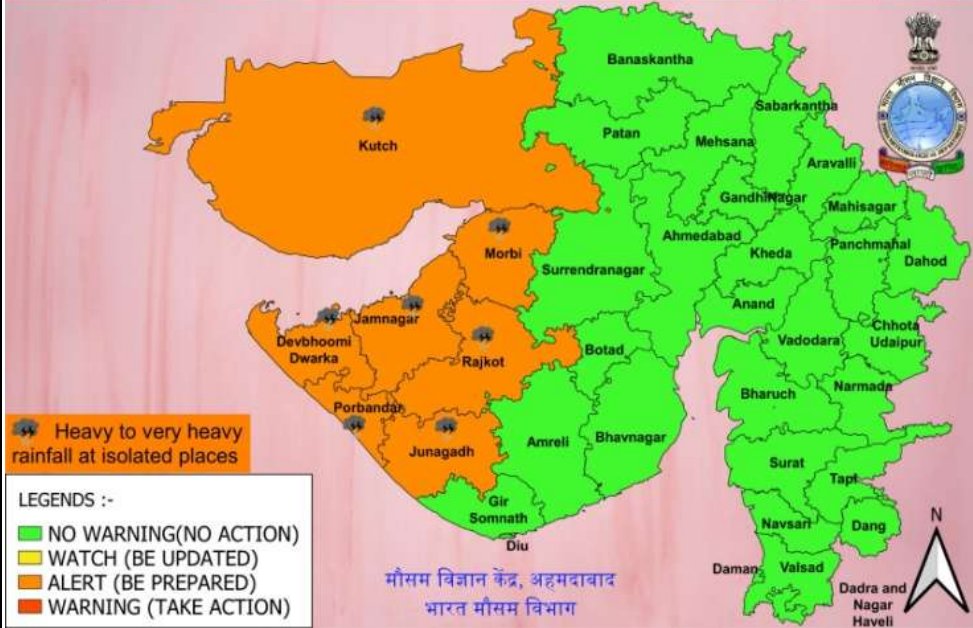 Banaskantha
Sabarkantha
Kutch
Patan
Mehsana
Aravalli
GandhiNagar
Mahisagar
Morbi
Ahmedabad
Panchmahal
Surrendranagar
Kheda
Dahod
Anand
Jamnagar
Devbhoomi
Dwarka
Rajkot
Botad
Vadodara
Chhota
Udaipur
Porbandar
Bharuch
Narmada
Heavy to very heavy
rainfall at isolated places
Junagadh
Amreli
Bhavnagar
Surat
Tapi
Gir
Somnath
Navsari
Dang
Diu
Daman
Valsad
Dadra and
Nagar
Haveli
N
LEGENDS :-
NO WARNING(NO ACTION)
WATCH (BE UPDATED)
ALERT (BE PREPARED)
WARNING (TAKE ACTION)
मौसम विज्ञान केंद्र, अहमदाबाद
भारत मौसम विभाग